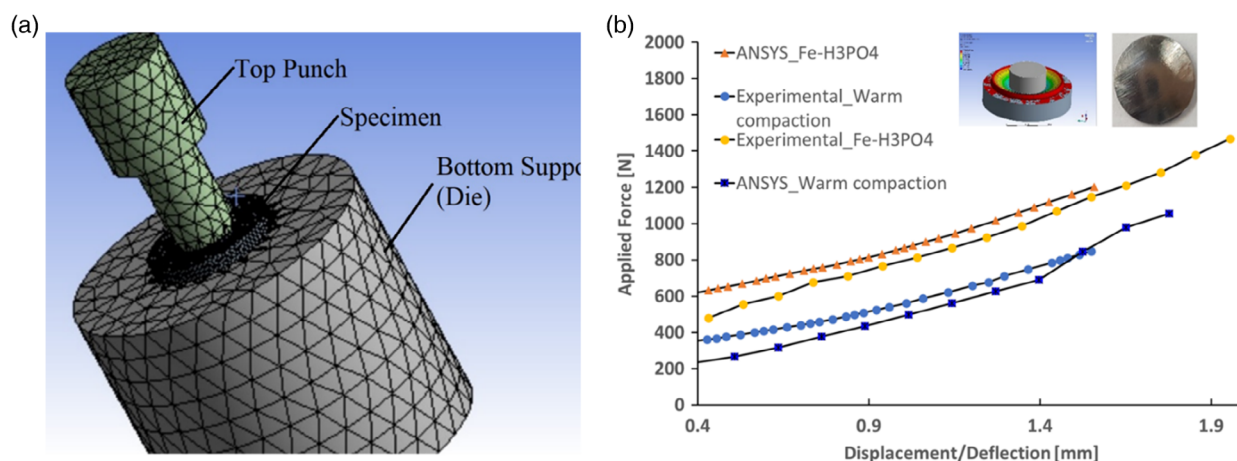 (a)
Top Punch
Specimen
Bottom Suppo
(Die)
(b)
ANSYS_Fe-H3PO4
Experimental_Warm
compaction
Experimental_Fe-H3PO4
ANSYS_Warm compaction
Applied Force [N]
2000
1800
1600
1400
1200
1000
800
600
400
200
0
0.4
0.9
1.4
1.9
Displacement/Deflection [mm]